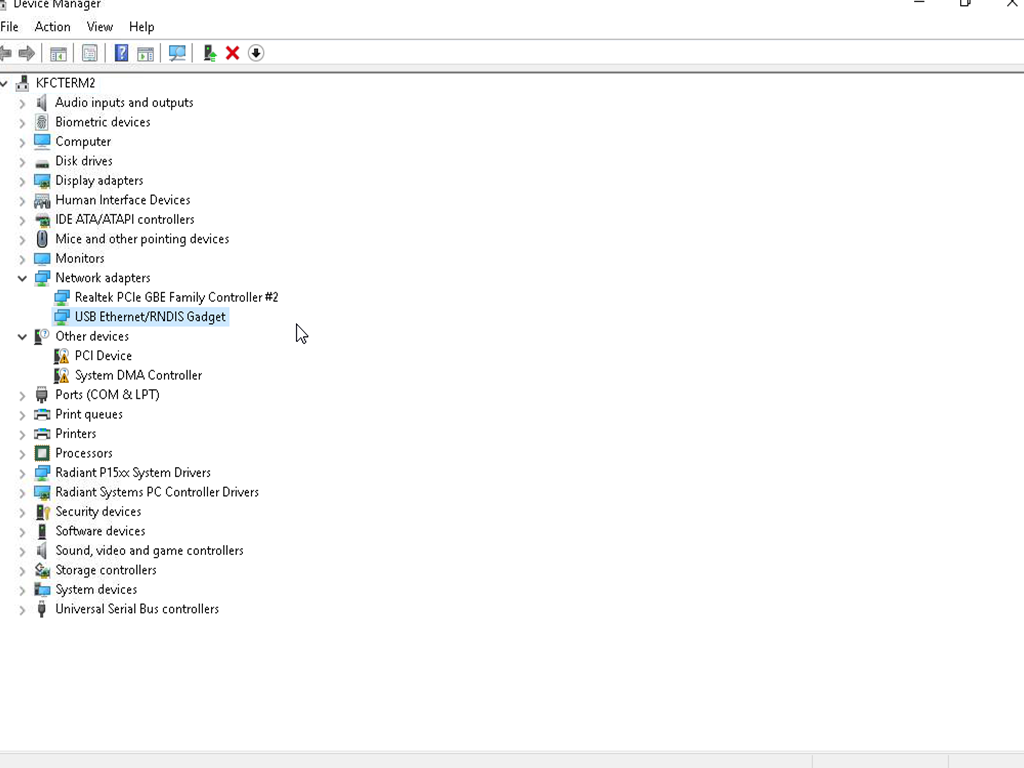 Device Manager
File Action View Help
KFCTERM2
Audio inputs and outputs
Biometric devices
Computer
Disk drives
Display adapters
Human Interface Devices
IDE ATA/ATAPI controllers
Mice and other pointing devices
Monitors
Network adapters
Realtek PCIe GBE Family Controller #2
USB Ethernet/RNDIS Gadget
Other devices
PCI Device
System DMA Controller
Ports (COM & LPT)
Print queues
Printers
Processors
Radiant P15xx System Drivers
Radiant Systems PC Controller Drivers
Security devices
Software devices
Sound, video and game controllers
Storage controllers
System devices
Universal Serial Bus controllers